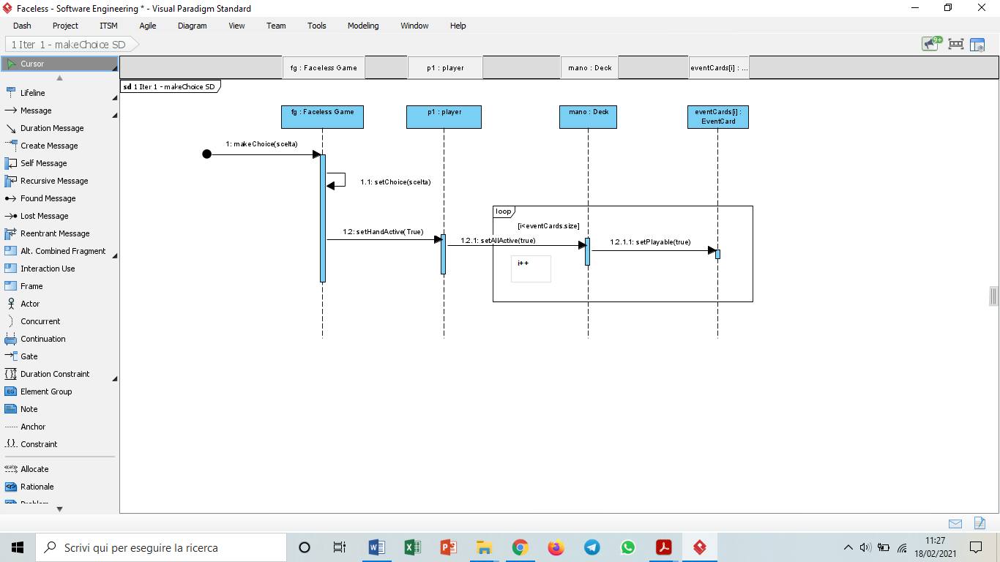 Faceless - Software Engineering * - Visual Paradigm Standard
Dash Project ITSM Agile Diagram View Team Tools Modeling Window Help
1 Iter 1 - makeChoice SD
9+
Cursor
Lifeline
Message
Duration Message
Create Message
Self Message
Recursive Message
Found Message
Lost Message
Reentrant Message
Alt. Combined Fragment
Interaction Use
Frame
Actor
Concurrent
Continuation
Gate
Duration Constraint
Element Group
Note
Anchor
Constraint
Allocate
Rationale
Problem
fg : Faceless Game p1 : player mano : Deck eventCards[i] : ...
sd 1 Iter 1 - makeChoice SD
fg : Faceless Game p1 : player mano : Deck eventCards[i] :
EventCard
1: makeChoice(scelta)
1.1: setChoice(scelta)
loop
[i<eventCards.size]
1.2: setHandActive(True)
1.2.1: setAllActive(true)
1.2.1.1: setPlayable(true)
i++
Scrivi qui per eseguire la ricerca
11:27
18/02/2021